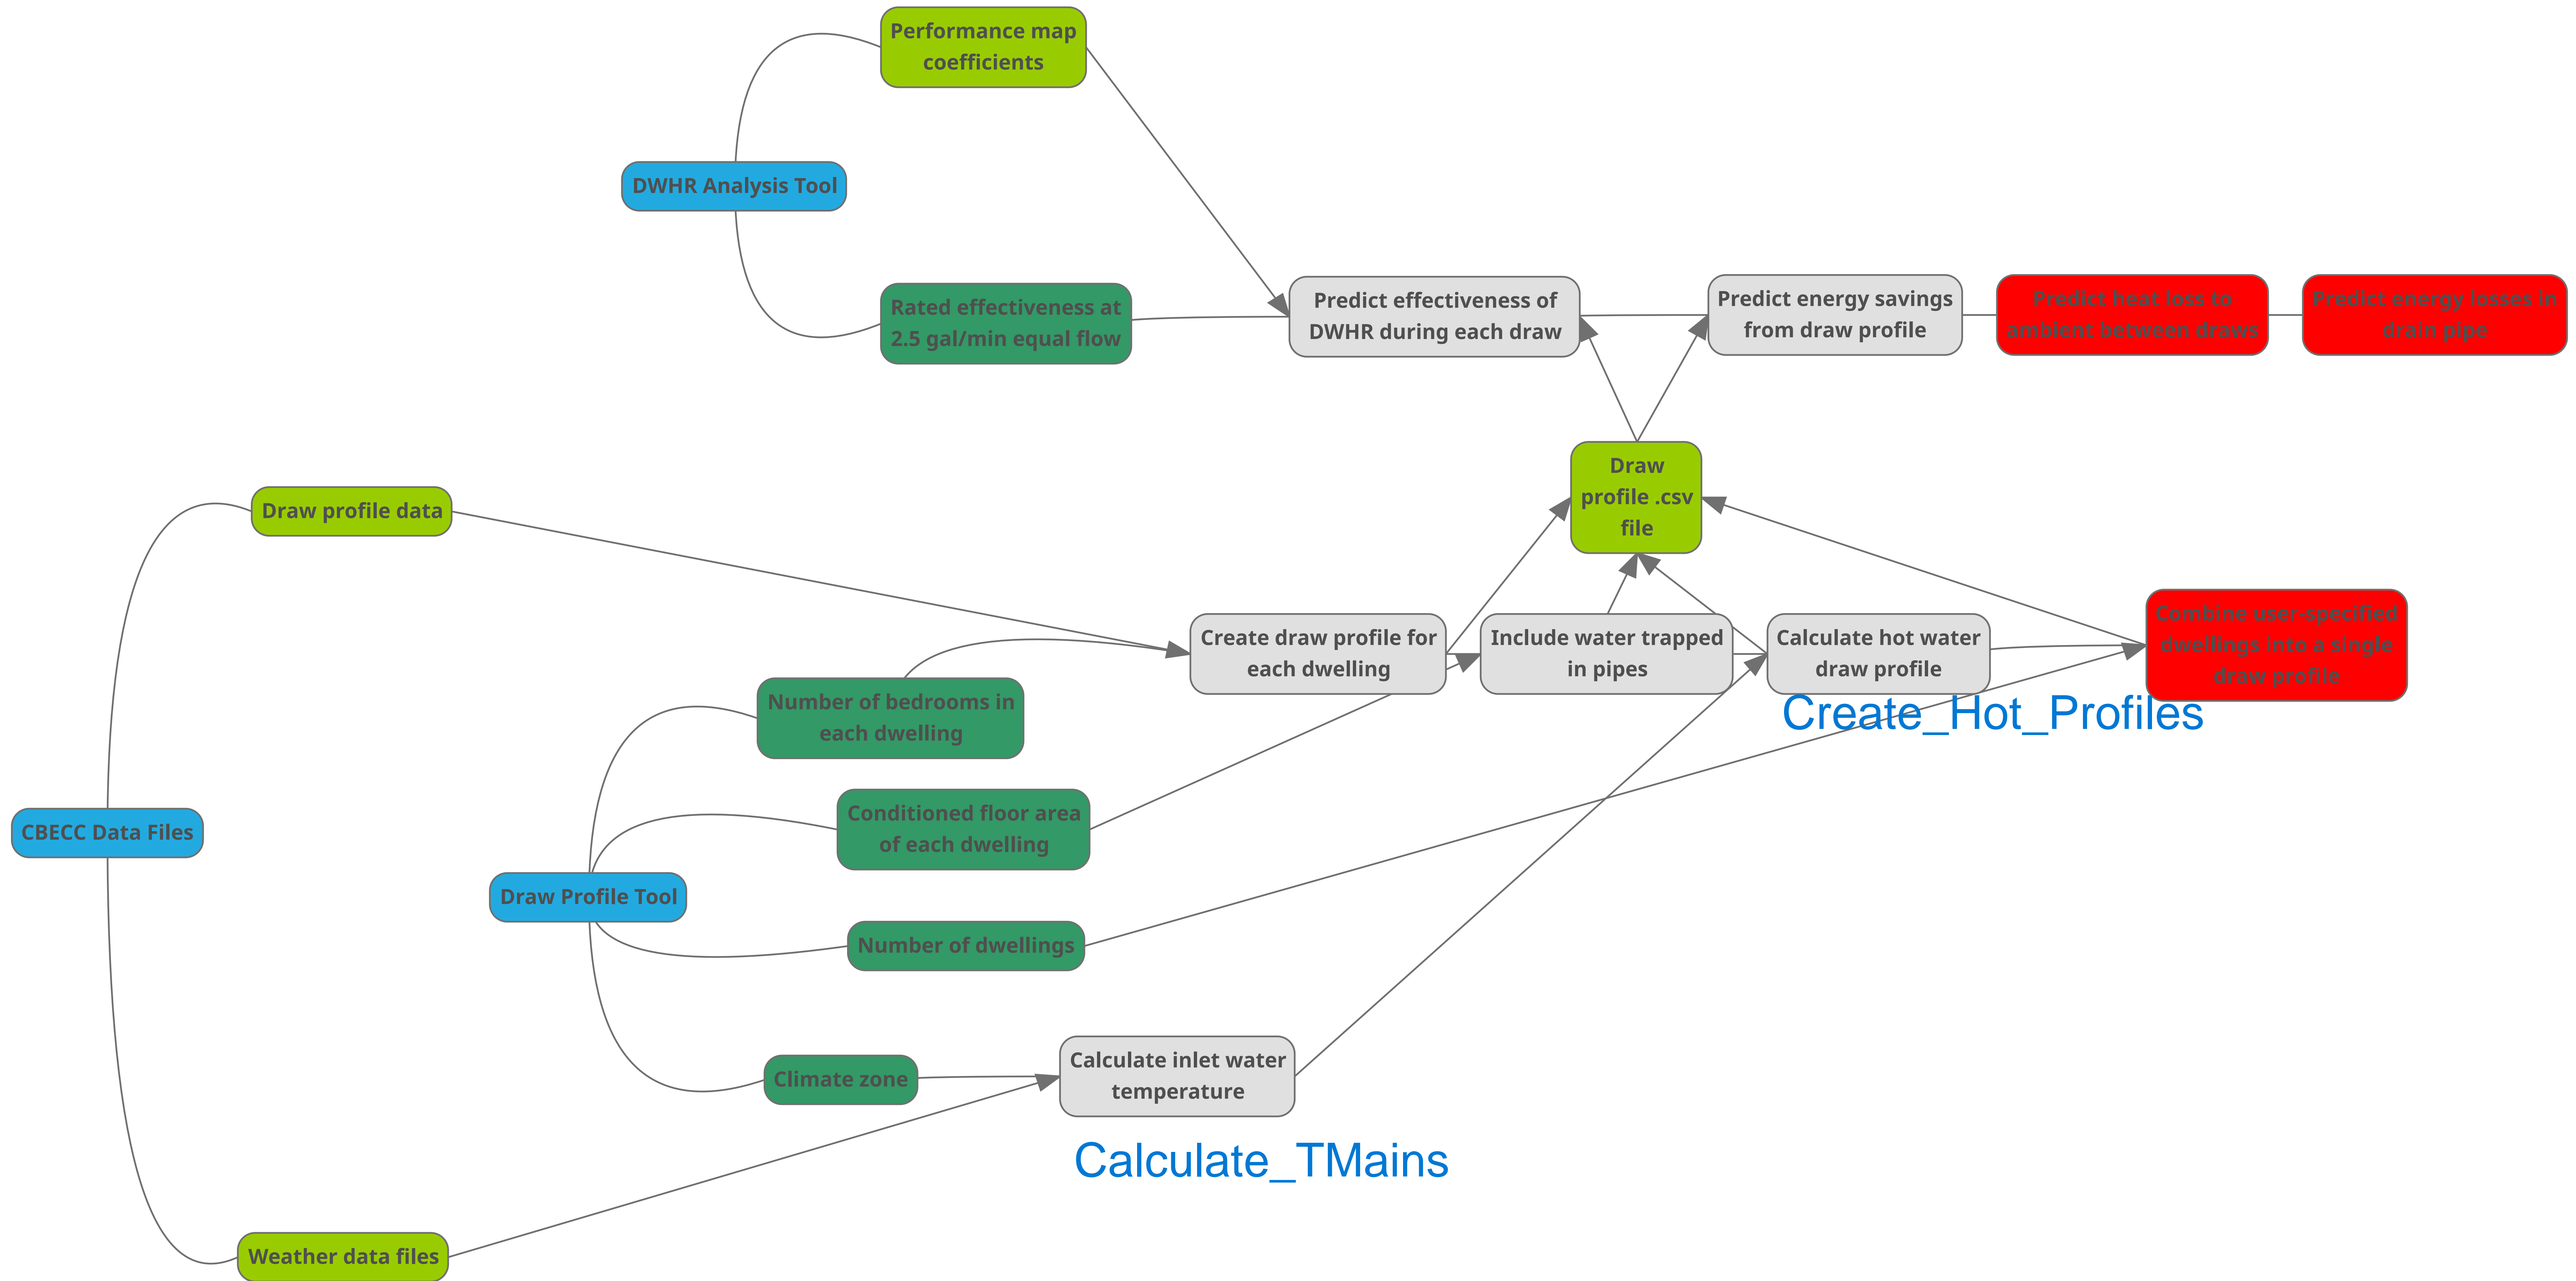 Performance map
coefficients
DWHR Analysis Tool
Rated effectiveness at
2.5 gal/min equal flow
Predict effectiveness of
DWHR during each draw
Predict energy savings
from draw profile
Predict heat loss to
ambient between draws
Predict energy losses in
drain pipe
Draw
profile .csv
file
Draw profile data
Create draw profile for
each dwelling
Include water trapped
in pipes
Calculate hot water
draw profile
Combine user-specified
dwellings into a single
draw profile
Create_Hot_Profiles
Number of bedrooms in
each dwelling
Conditioned floor area
of each dwelling
CBECC Data Files
Draw Profile Tool
Number of dwellings
Climate zone
Calculate inlet water
temperature
Calculate_TMains
Weather data files